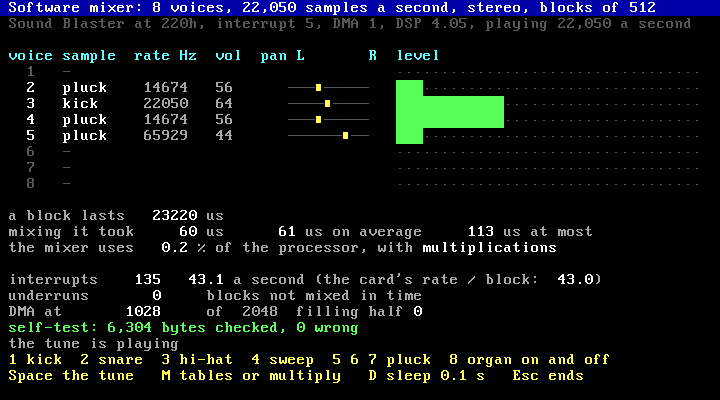 Software mixer: 8 voices, 22,050 samples a second, stereo, blocks of 512
Sound Blaster at 220h, interrupt 5, DMA 1, DSP 4.05, playing 22,050 a second
voice sample rate Hz vol pan L R level
1 -
2 pluck 14674 56
3 kick 22050 64
4 pluck 14674 56
5 pluck 65929 44
6 -
7 -
8 -
a block lasts 23220 us
mixing it took 60 us 61 us on average 113 us at most
the mixer uses 0.2 % of the processor, with multiplications
interrupts 135 43.1 a second (the card's rate / block: 43.0)
underruns 0 blocks not mixed in time
DMA at 1028 of 2048 filling half 0
self-test: 6,304 bytes checked, 0 wrong
the tune is playing
1 kick 2 snare 3 hi-hat 4 sweep 5 6 7 pluck 8 organ on and off
Space the tune M tables or multiply D sleep 0.1 s Esc ends